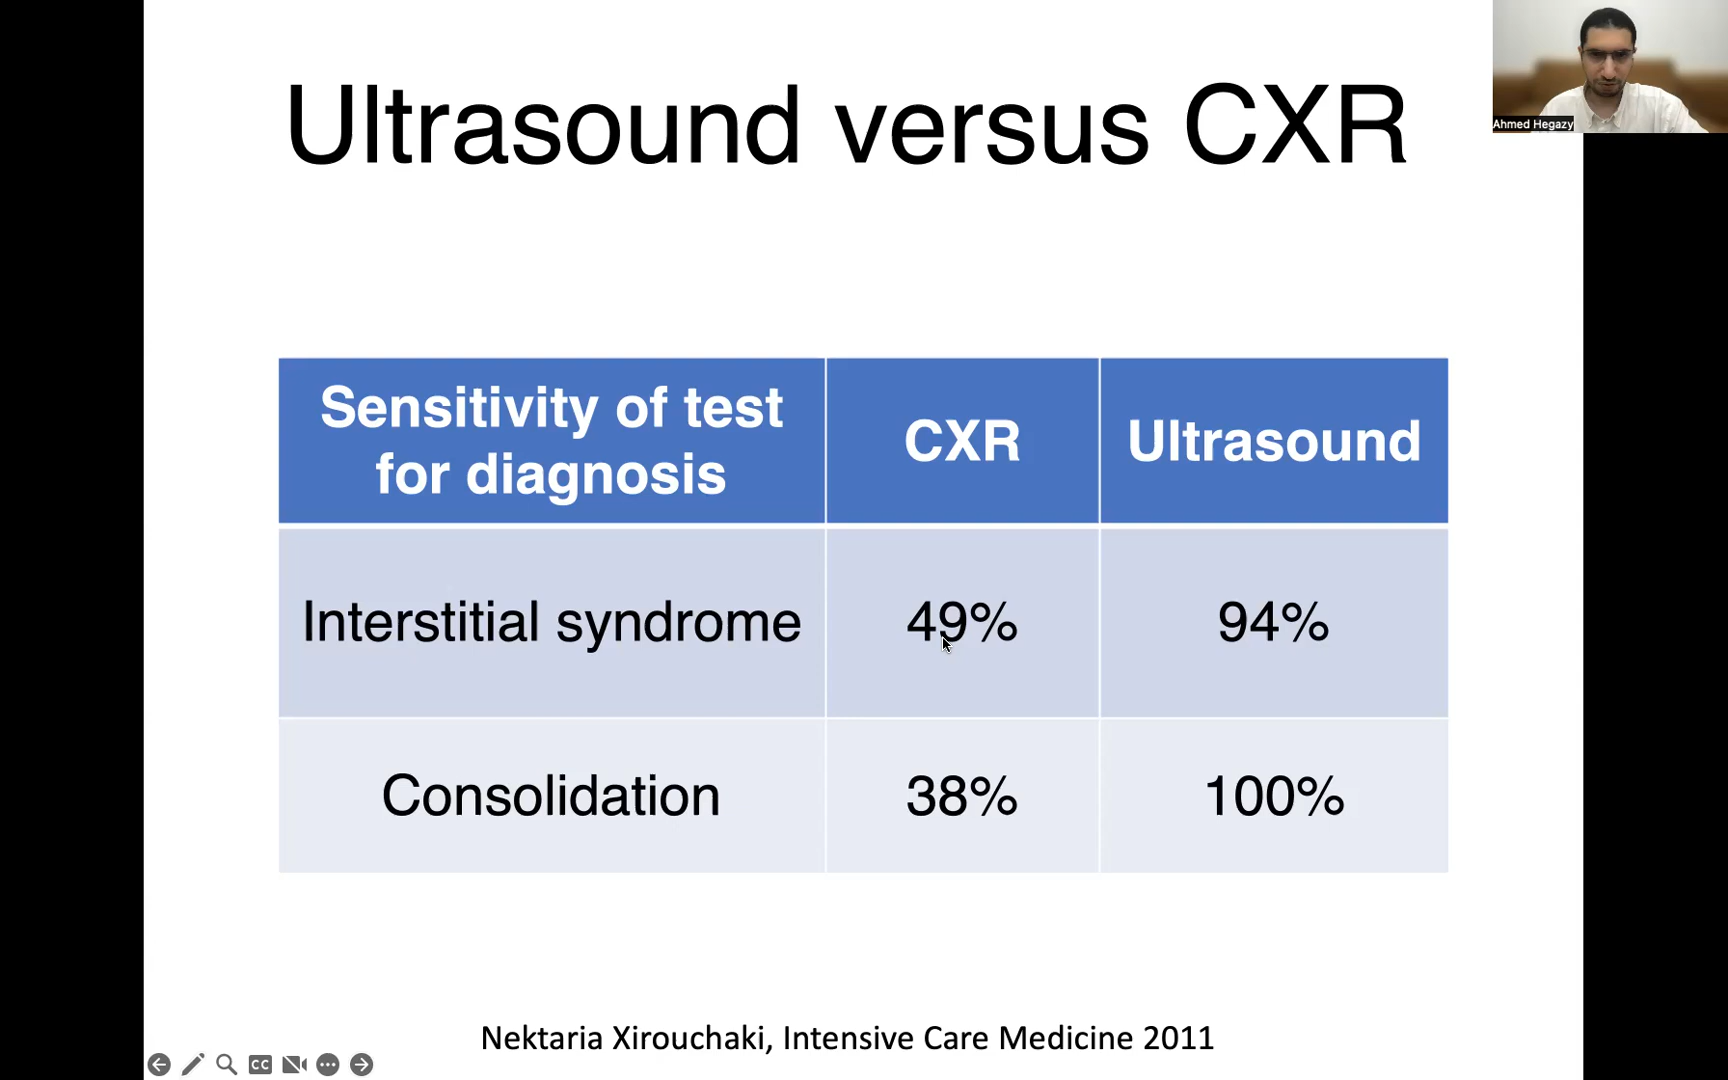 Ultrasound versus CXR
Ahmed Hegazy
Sensitivity of test
for diagnosis
CXR
Ultrasound
Interstitial syndrome
49%
94%
Consolidation
38%
100%
Nektaria Xirouchaki, Intensive Care Medicine 2011
CC